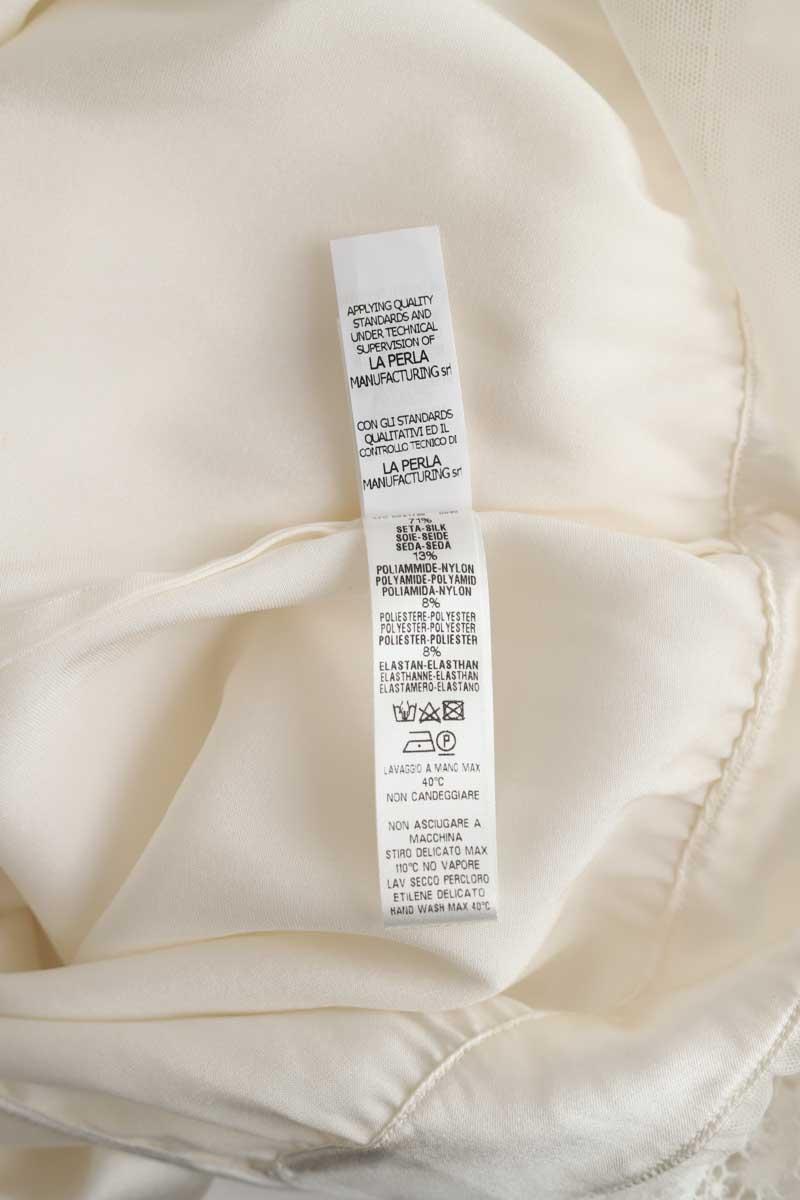 APPLYING QUALITY
STANDARDS AND
UNDER TECHNICAL
SUPERVISION OF
LA PERLA
MANUFACTURING srl
CON GLI STANDARDS
QUALITATIVI ED IL
CONTROLLO TECNICO DI
LA PERLA
MANUFACTURING srl
71%
SETA-SILK
SOIE-SEIDE
SEDA-SEDA
13%
POLIAMMIDE-NYLON
POLYAMIDE-POLYAMID
POLIAMIDA-NYLON
8%
POLIESTERE-POLYESTER
POLYESTER-POLYESTER
POLIESTER-POLIESTER
8%
ELASTAN-ELASTHAN
ELASTHANNE-ELASTHAN
ELASTAMERO-ELASTANO
P
LAVAGGIO A MANO MAX
40°C
NON CANDEGGIARE
NON ASCIUGARE A
MACCHINA
STIRO DELICATO MAX
110°C NO VAPORE
LAV SECCO PERCLORO
ETILENE DELICATO
HAND WASH MAX 40°C